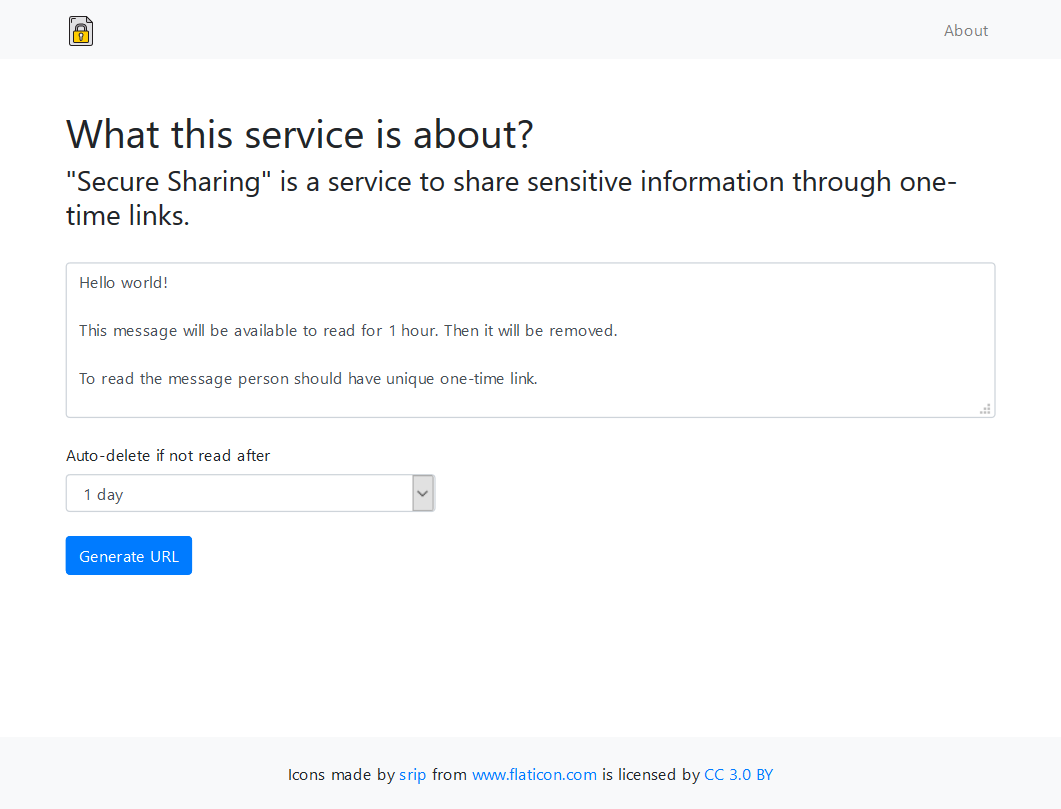 About
What this service is about?
"Secure Sharing" is a service to share sensitive information through one-
time links.
Hello world!
This message will be available to read for 1 hour. Then it will be removed.
To read the message person should have unique one-time link.
Auto-delete if not read after
1 day
Generate URL
Icons made by srip from www.flaticon.com is licensed by CC 3.0 BY